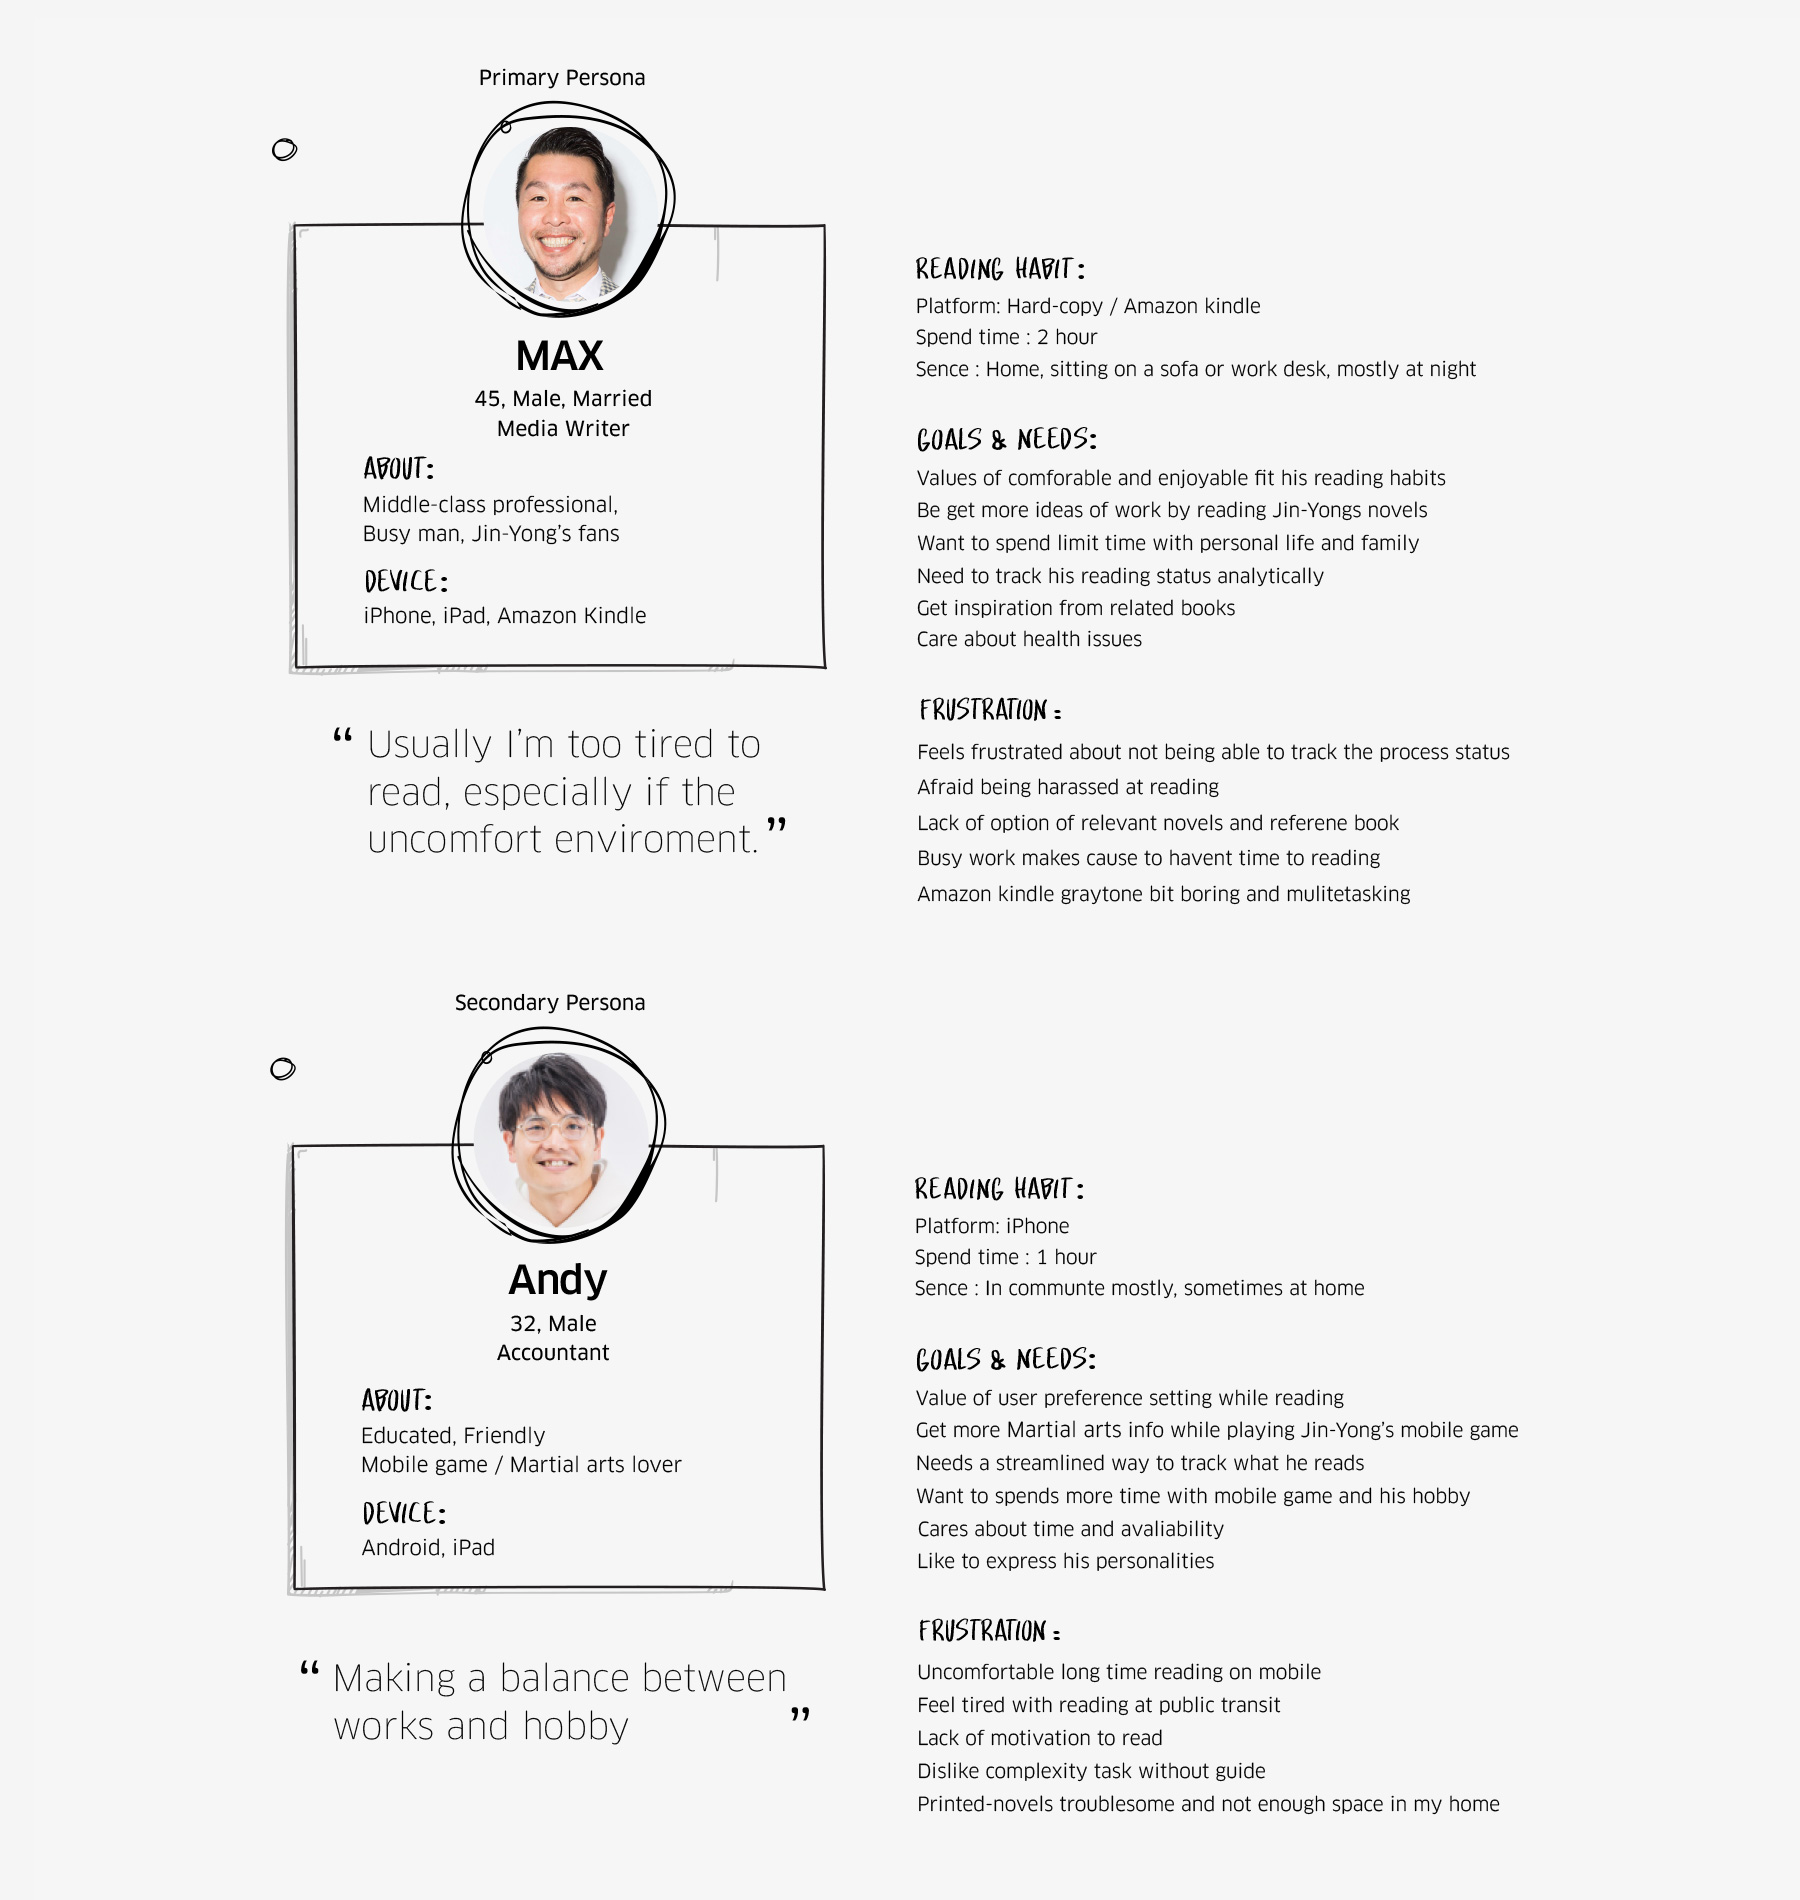 Primary Persona
MAX
45, Male, Married
Media Writer
ABOUT:
Middle-class professional,
Busy man, Jin-Yong’s fans
DEVICE:
iPhone, iPad, Amazon Kindle
“ Usually I’m too tired to
read, especially if the
uncomfort enviroment. ”
READING HABIT:
Platform: Hard-copy / Amazon kindle
Spend time : 2 hour
Sence : Home, sitting on a sofa or work desk, mostly at night
GOALS & NEEDS:
Values of comforable and enjoyable fit his reading habits
Be get more ideas of work by reading Jin-Yongs novels
Want to spend limit time with personal life and family
Need to track his reading status analytically
Get inspiration from related books
Care about health issues
FRUSTRATION :
Feels frustrated about not being able to track the process status
Afraid being harassed at reading
Lack of option of relevant novels and referene book
Busy work makes cause to havent time to reading
Amazon kindle graytone bit boring and mulitetasking
Secondary Persona
Andy
32, Male
Accountant
ABOUT:
Educated, Friendly
Mobile game / Martial arts lover
DEVICE:
Android, iPad
“ Making a balance between
works and hobby ”
READING HABIT:
Platform: iPhone
Spend time : 1 hour
Sence : In communte mostly, sometimes at home
GOALS & NEEDS:
Value of user preference setting while reading
Get more Martial arts info while playing Jin-Yong’s mobile game
Needs a streamlined way to track what he reads
Want to spends more time with mobile game and his hobby
Cares about time and avaliability
Like to express his personalities
FRUSTRATION :
Uncomfortable long time reading on mobile
Feel tired with reading at public transit
Lack of motivation to read
Dislike complexity task without guide
Printed-novels troublesome and not enough space in my home